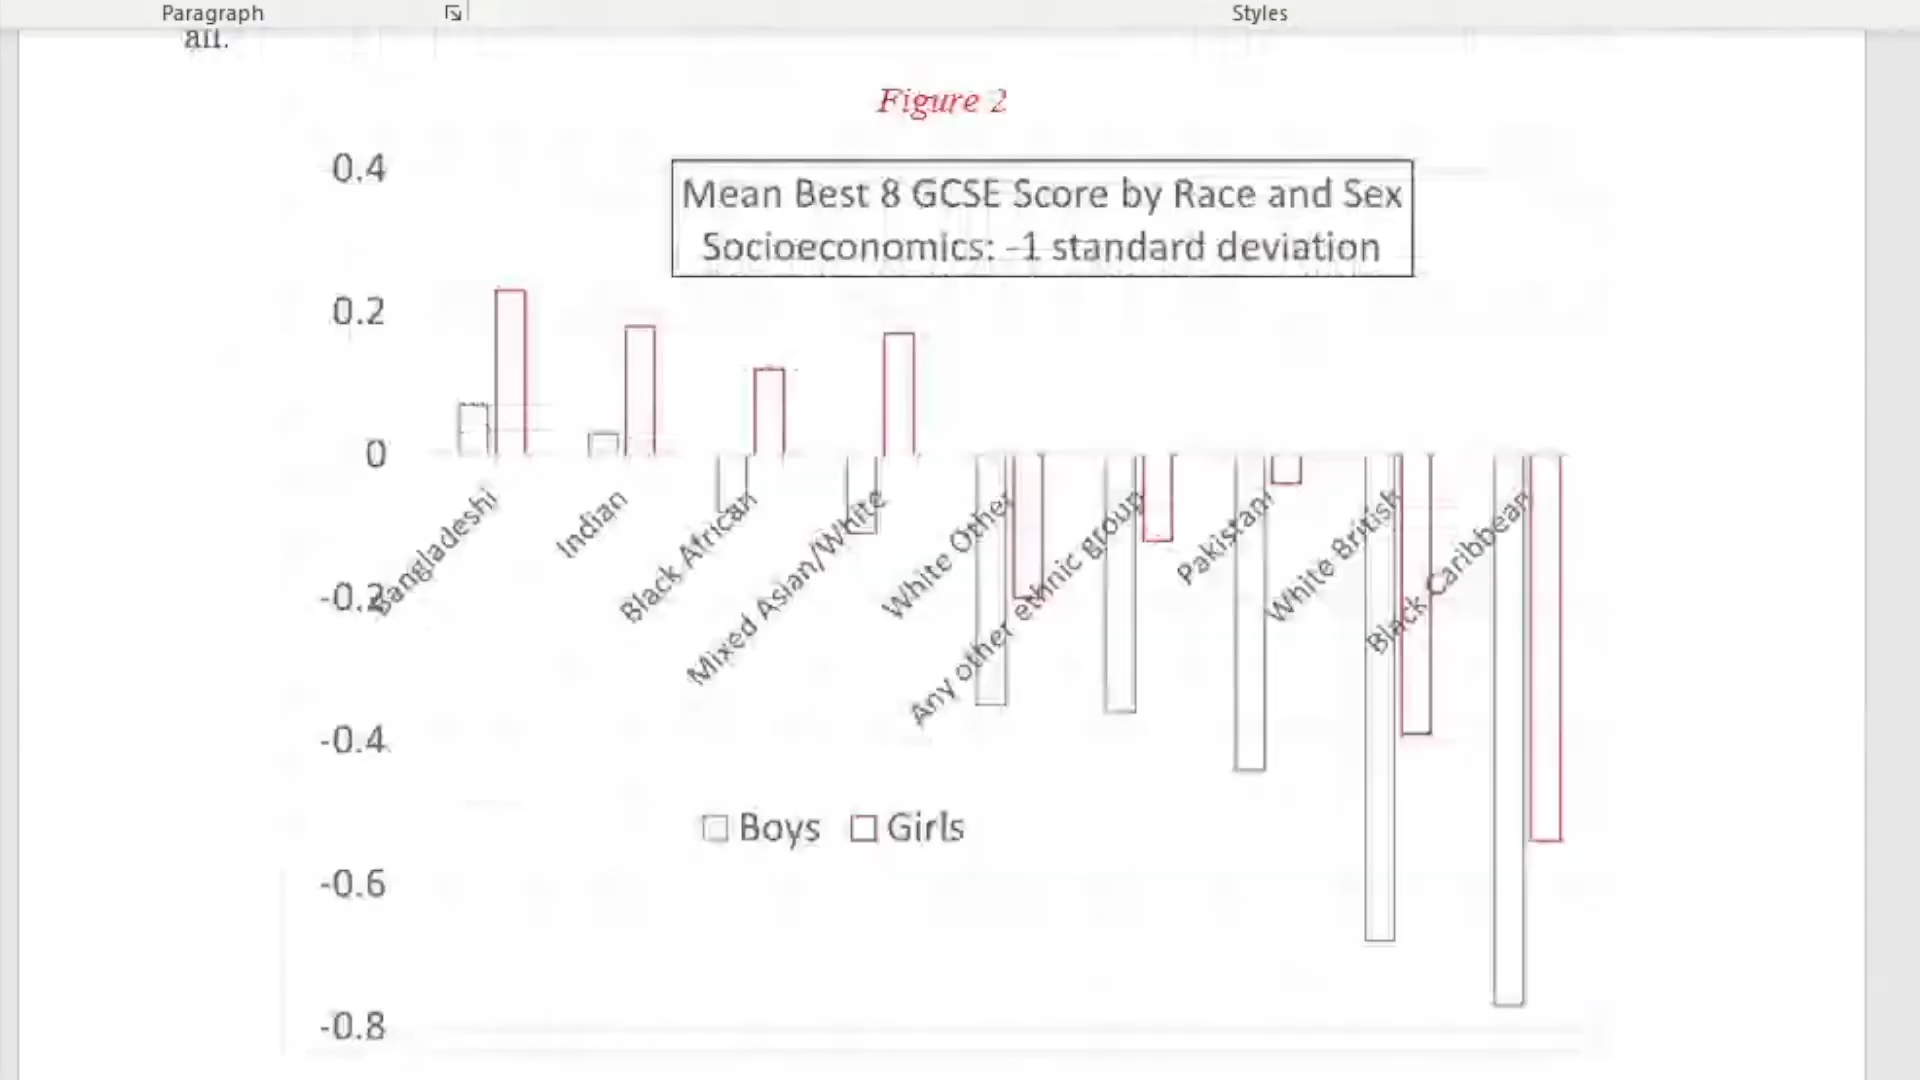 Paragraph
Styles
all.
Figure 2
Mean Best 8 GCSE Score by Race and Sex
Socioeconomics: -1 standard deviation
0.4
0.2
0
-0.2
-0.4
-0.6
-0.8
Bangladeshi
Indian
Black African
Mixed Asian/White
White Other
Any other ethnic group
Pakistani
White British
Black Caribbean
Boys
Girls